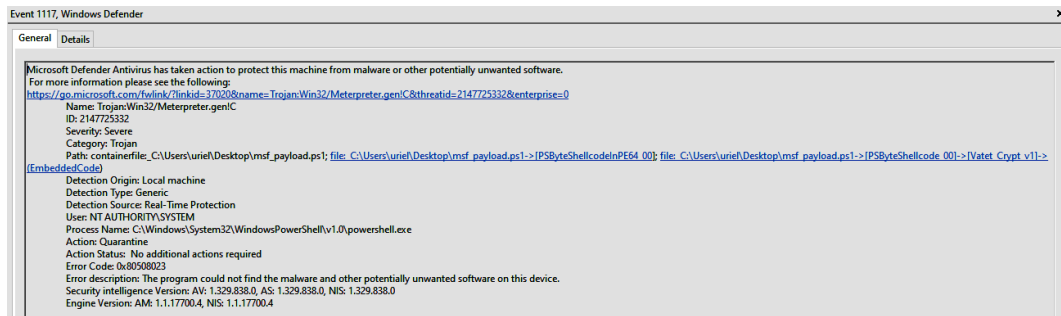 Event 1117, Windows Defender
General Details
Microsoft Defender Antivirus has taken action to protect this machine from malware or other potentially unwanted software.
For more information please see the following:
https://go.microsoft.com/fwlink/?linkid=37020&name=Trojan:Win32/Meterpreter.gen!C&threatid=2147725332&enterprise=0
Name: Trojan:Win32/Meterpreter.gen!C
ID: 2147725332
Severity: Severe
Category: Trojan
Path: containerfile:_C:\Users\uriel\Desktop\msf_payload.ps1; file:_C:\Users\uriel\Desktop\msf_payload.ps1->[PSByteShellcodeInPE64_00]; file:_C:\Users\uriel\Desktop\msf_payload.ps1->[PSByteShellcode_00]->[Vatet_Crypt_v1]->
(EmbeddedCode)
Detection Origin: Local machine
Detection Type: Generic
Detection Source: Real-Time Protection
User: NT AUTHORITY\SYSTEM
Process Name: C:\Windows\System32\WindowsPowerShell\v1.0\powershell.exe
Action: Quarantine
Action Status:  No additional actions required
Error Code: 0x80508023
Error description: The program could not find the malware and other potentially unwanted software on this device.
Security intelligence Version: AV: 1.329.838.0, AS: 1.329.838.0, NIS: 1.329.838.0
Engine Version: AM: 1.1.17700.4, NIS: 1.1.17700.4